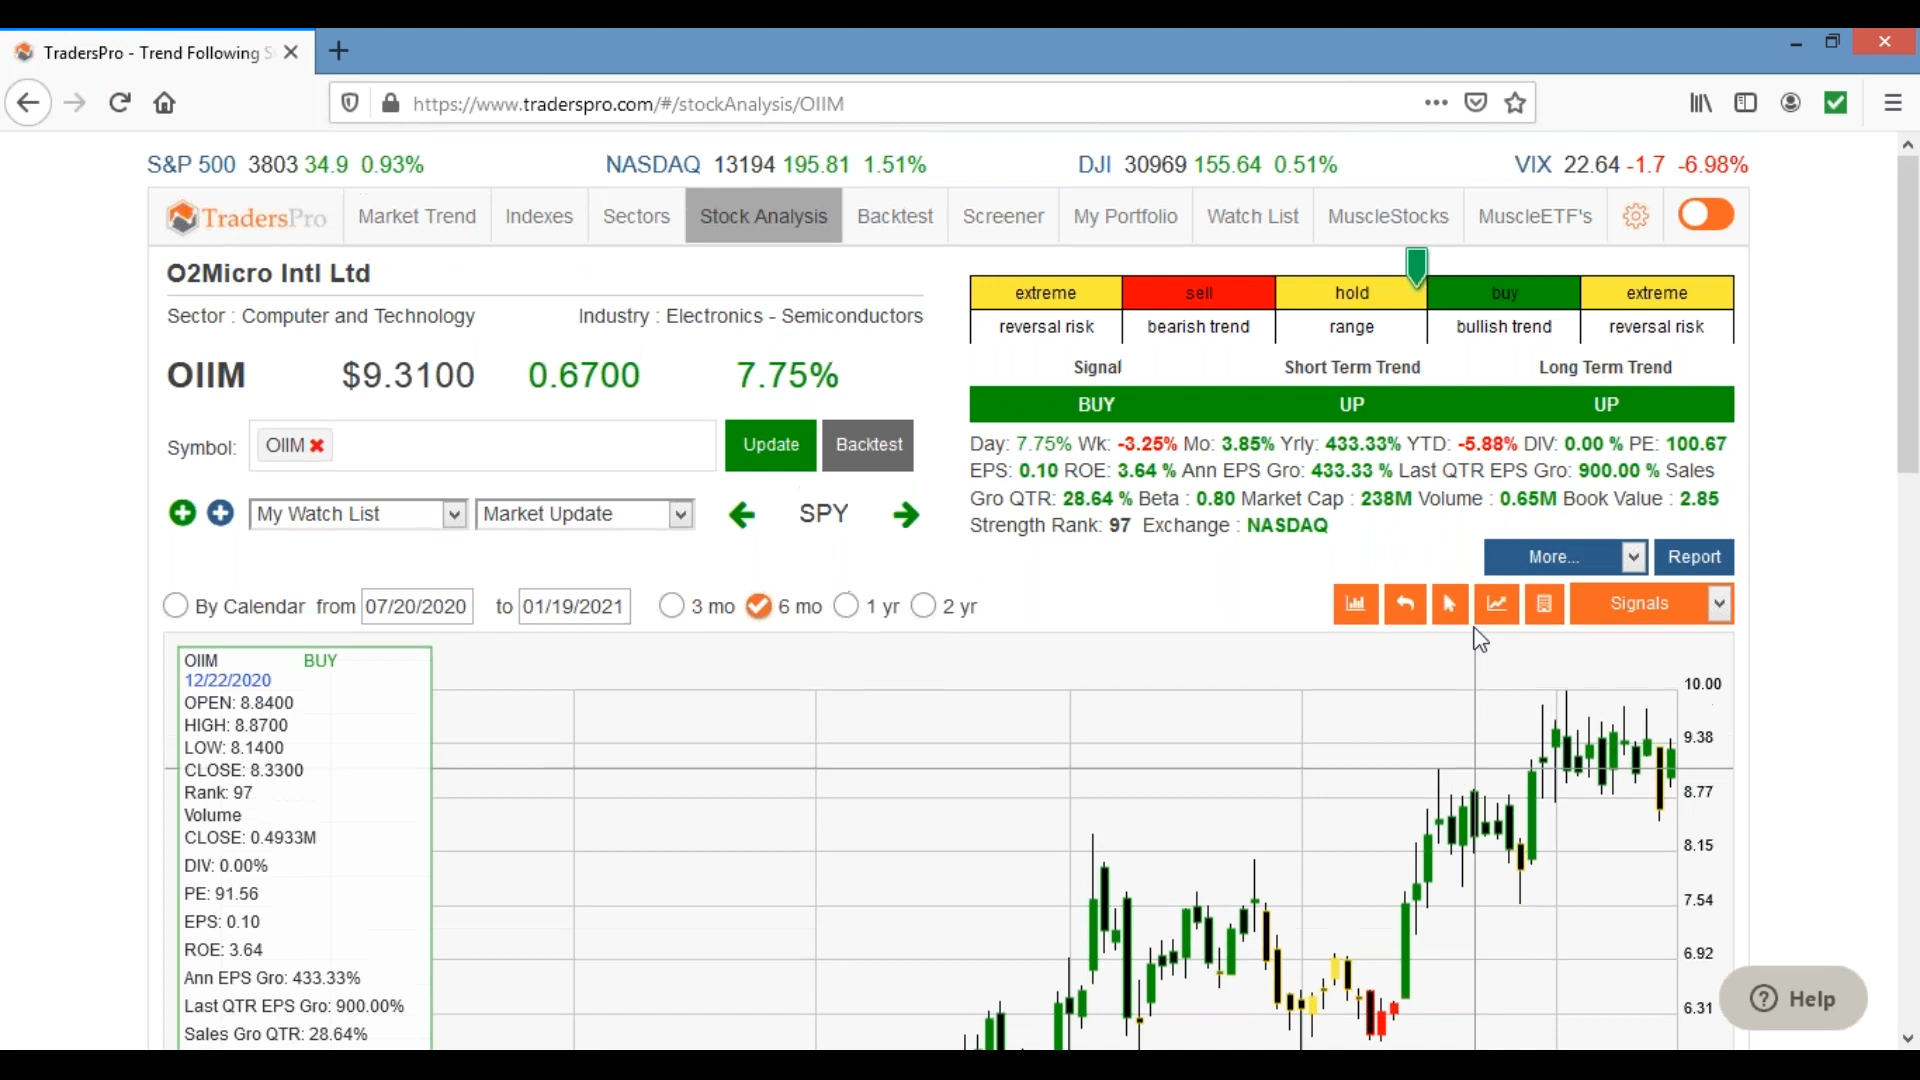 TradersPro - Trend Following S
https://www.traderspro.com/#/stockAnalysis/OIIM
S&P 500 3803 34.9 0.93% NASDAQ 13194 195.81 1.51% DJI 30969 155.64 0.51% VIX 22.64 -1.7 -6.98%
TradersPro Market Trend Indexes Sectors Stock Analysis Backtest Screener My Portfolio Watch List MuscleStocks MuscleETF's
O2Micro Intl Ltd
extreme sell hold buy extreme
Sector : Computer and Technology Industry : Electronics - Semiconductors
reversal risk bearish trend range bullish trend reversal risk
OIIM $9.3100 0.6700 7.75%
Signal Short Term Trend Long Term Trend
BUY UP UP
Symbol: OIIM Update Backtest
Day: 7.75% Wk: -3.25% Mo: 3.85% Yrly: 433.33% YTD: -5.88% DIV: 0.00 % PE: 100.67
EPS: 0.10 ROE: 3.64 % Ann EPS Gro: 433.33 % Last QTR EPS Gro: 900.00 % Sales
Gro QTR: 28.64 % Beta : 0.80 Market Cap : 238M Volume : 0.65M Book Value : 2.85
Strength Rank: 97 Exchange : NASDAQ
My Watch List Market Update SPY
More... Report
By Calendar from 07/20/2020 to 01/19/2021 3 mo 6 mo 1 yr 2 yr Signals
OIIM BUY
12/22/2020
OPEN: 8.8400
HIGH: 8.8700
LOW: 8.1400
CLOSE: 8.3300
Rank: 97
Volume
CLOSE: 0.4933M
DIV: 0.00%
PE: 91.56
EPS: 0.10
ROE: 3.64
Ann EPS Gro: 433.33%
Last QTR EPS Gro: 900.00%
Sales Gro QTR: 28.64%
10.00
9.38
8.77
8.15
7.54
6.92
6.31
Help